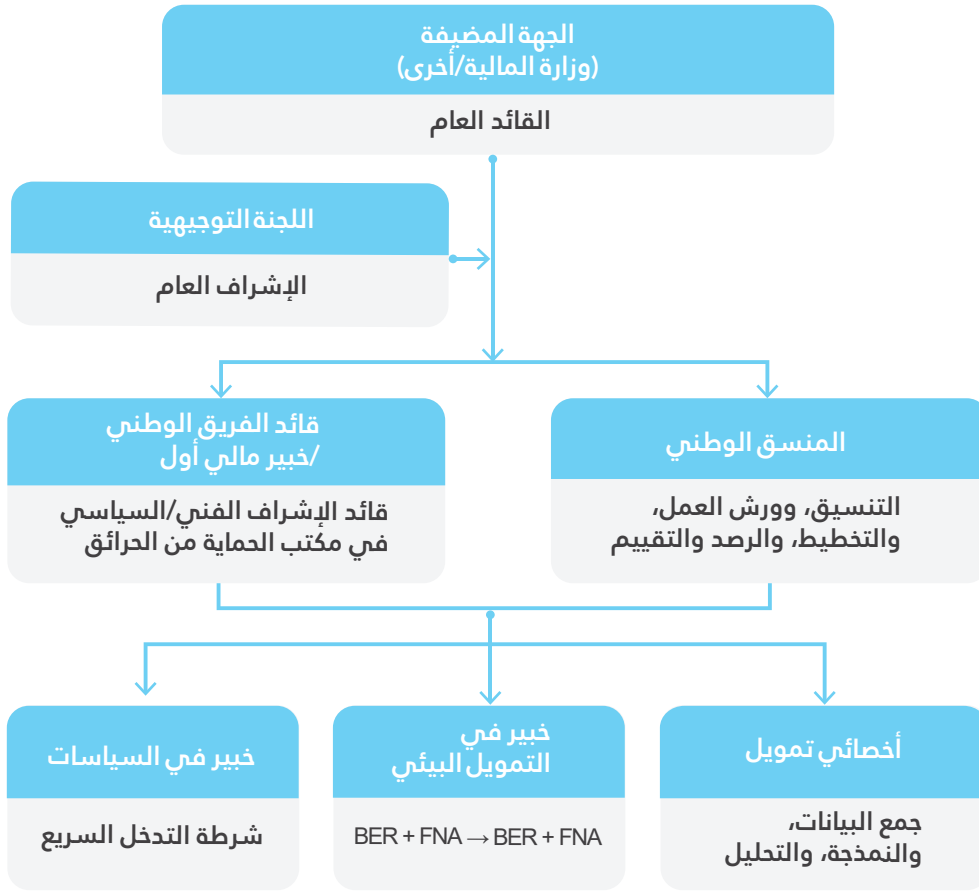 الجهة المضيفة
(وزارة المالية/أخرى)
القائد العام
اللجنة التوجيهية
الإشراف العام
المنسق الوطني
التنسيق، وورش العمل،
والتخطيط، والرصد والتقييم
قائد الفريق الوطني
/خبير مالي أول
قائد الإشراف الفني/السياسي
في مكتب الحماية من الحرائق
أخصائي تمويل
جمع البيانات،
والنمذجة، والتحليل
خبير في
التمويل البيئي
BER + FNA → BER + FNA
خبير في السياسات
شرطة التدخل السريع